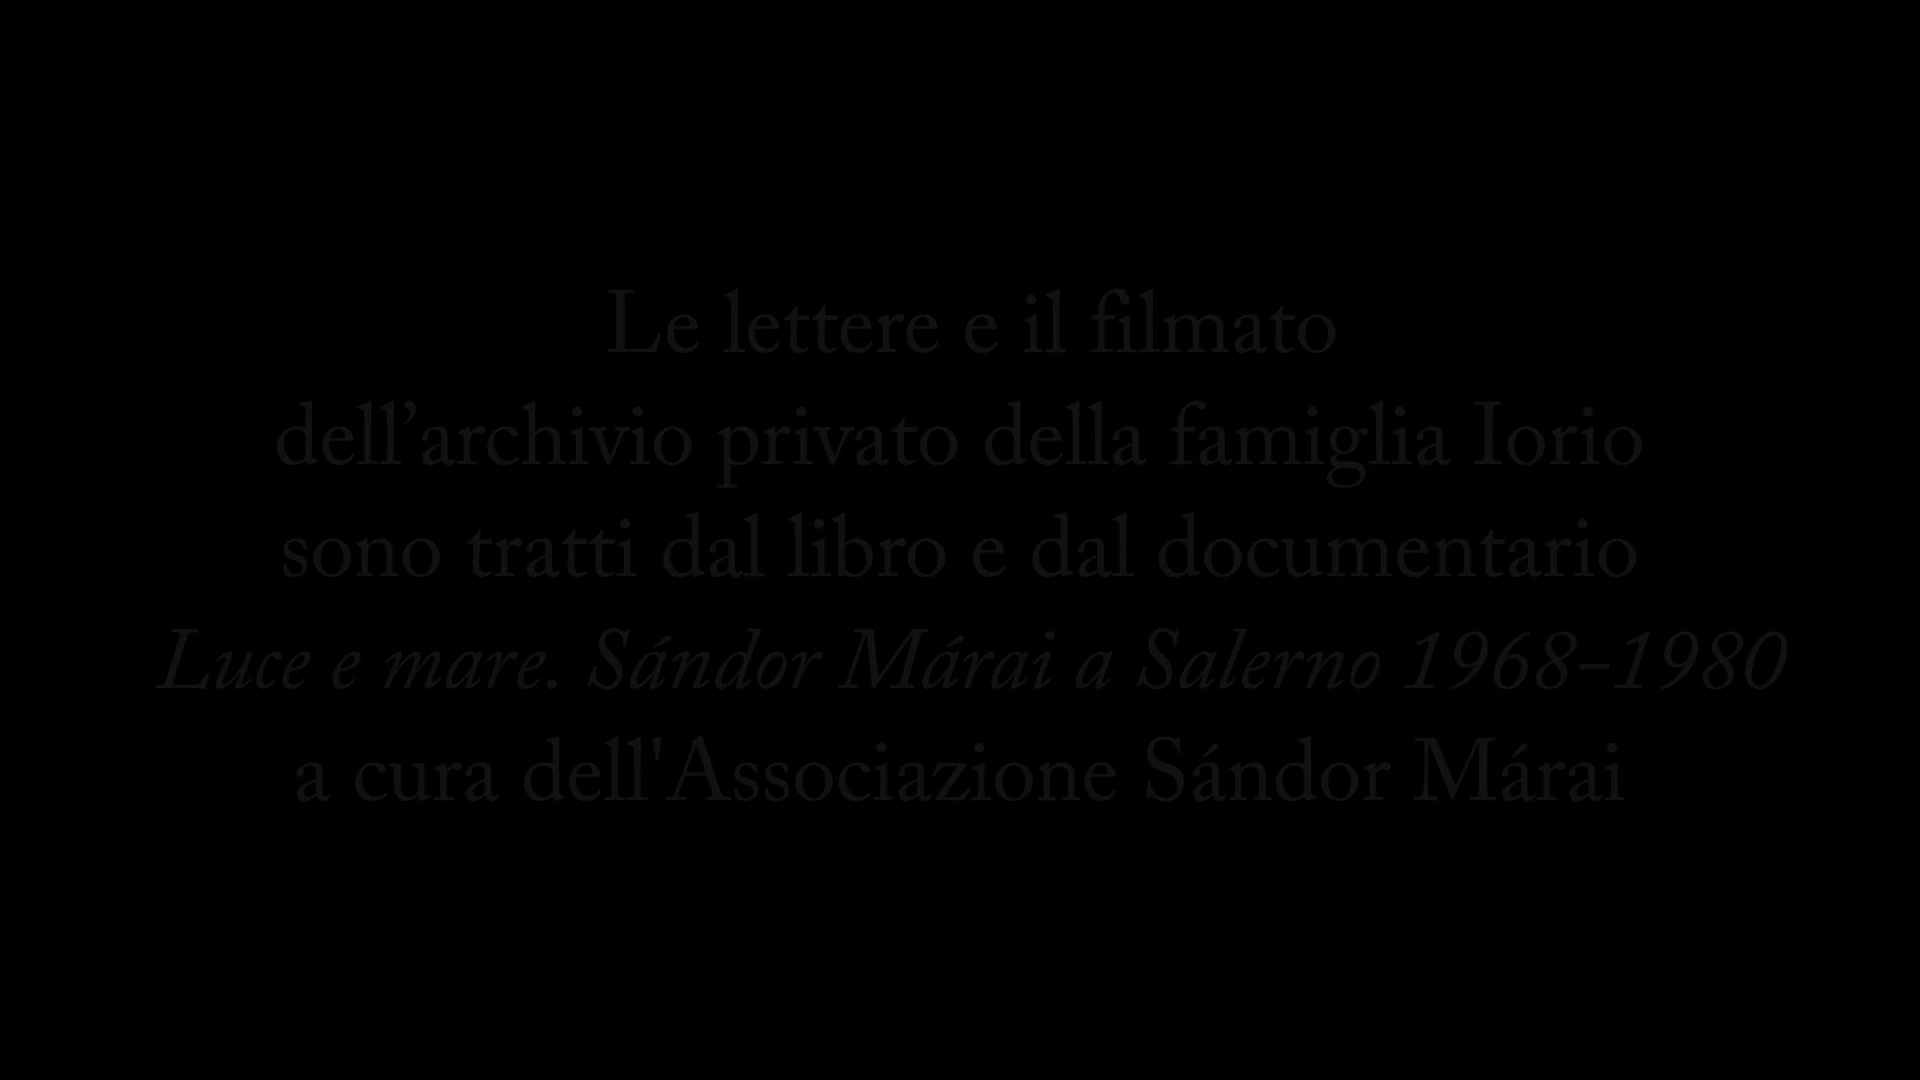 Le lettere e il filmato
dell’archivio privato della famiglia Iorio
sono tratti dal libro e dal documentario
Luce e mare. Sándor Márai a Salerno 1968-1980
a cura dell'Associazione Sándor Márai